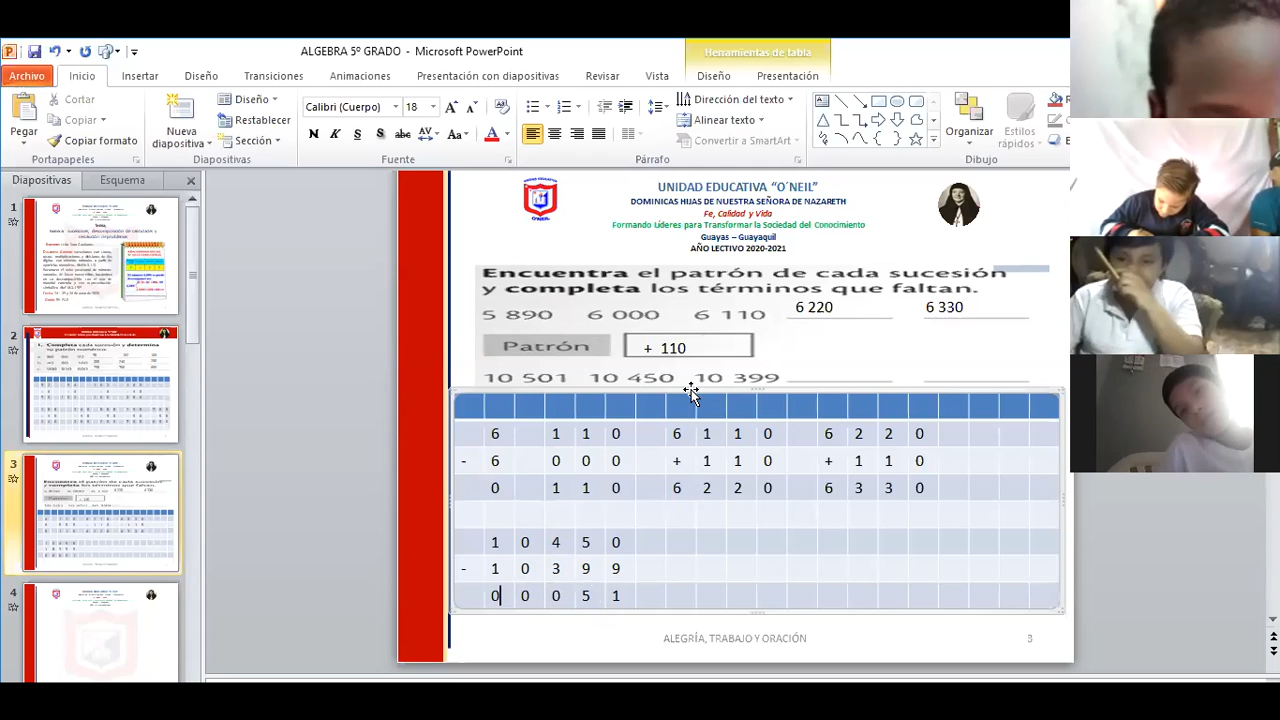 ALGEBRA 5º GRADO - Microsoft PowerPoint
Herramientas de tabla
Archivo Inicio Insertar Diseño Transiciones Animaciones Presentación con diapositivas Revisar Vista Diseño Presentación
Pegar
Cortar
Copiar
Copiar formato
Portapapeles
Nueva diapositiva
Diseño
Restablecer
Sección
Diapositivas
Calibri (Cuerpo) 18
N K S S abc AV Aa A
Fuente
Dirección del texto
Alinear texto
Convertir a SmartArt
Párrafo
Organizar
Estilos rápidos
Dibujo
Diapositivas Esquema
1
2
3
4
UNIDAD EDUCATIVA “O´NEIL”
DOMINICAS HIJAS DE NUESTRA SEÑORA DE NAZARETH
Fe, Calidad y Vida
Formando Líderes para Transformar la Sociedad del Conocimiento
Guayas – Guayaquil
AÑO LECTIVO 2020-2021
Encuentra el patrón de cada sucesión
completa los términos que faltan.
5 890 6 000 6 110 6 220 6 330
Patrón + 110
501 10 450 10 399
6 1 1 0 6 1 1 0 6 2 2 0
- 6 0 0 0 + 1 1 0 + 1 1 0
1 1 0 6 2 2 0 6 3 3 0
1 0 4 5 0
- 1 0 3 9 9
0 0 0 5 1
ALEGRÍA, TRABAJO Y ORACIÓN
3